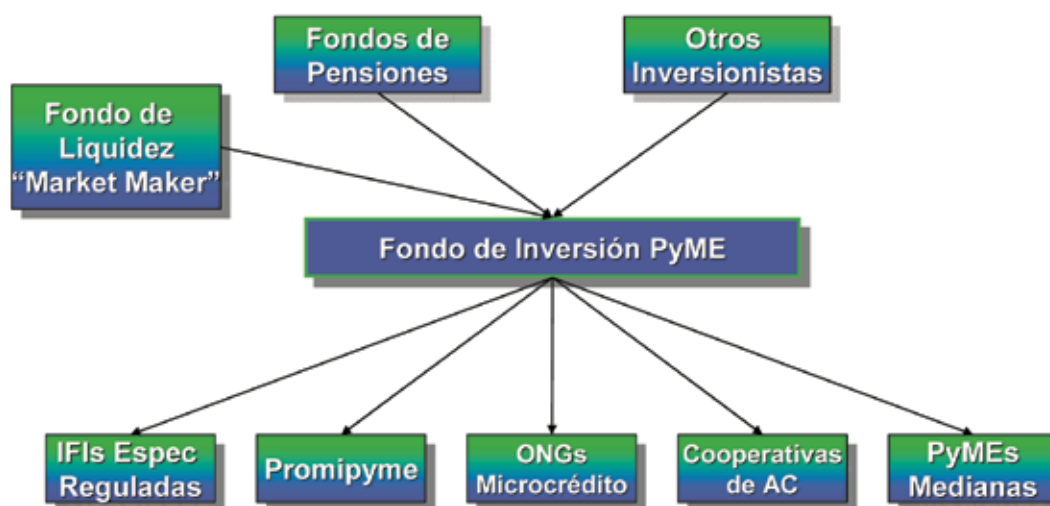 Fondos de
Pensiones
Otros
Inversionistas
Fondo de
Liquidez
“Market Maker”
Fondo de Inversión PyME
IFIs Espec
Reguladas
Promipyme
ONGs
Microcrédito
Cooperativas
de AC
PyMEs
Medianas